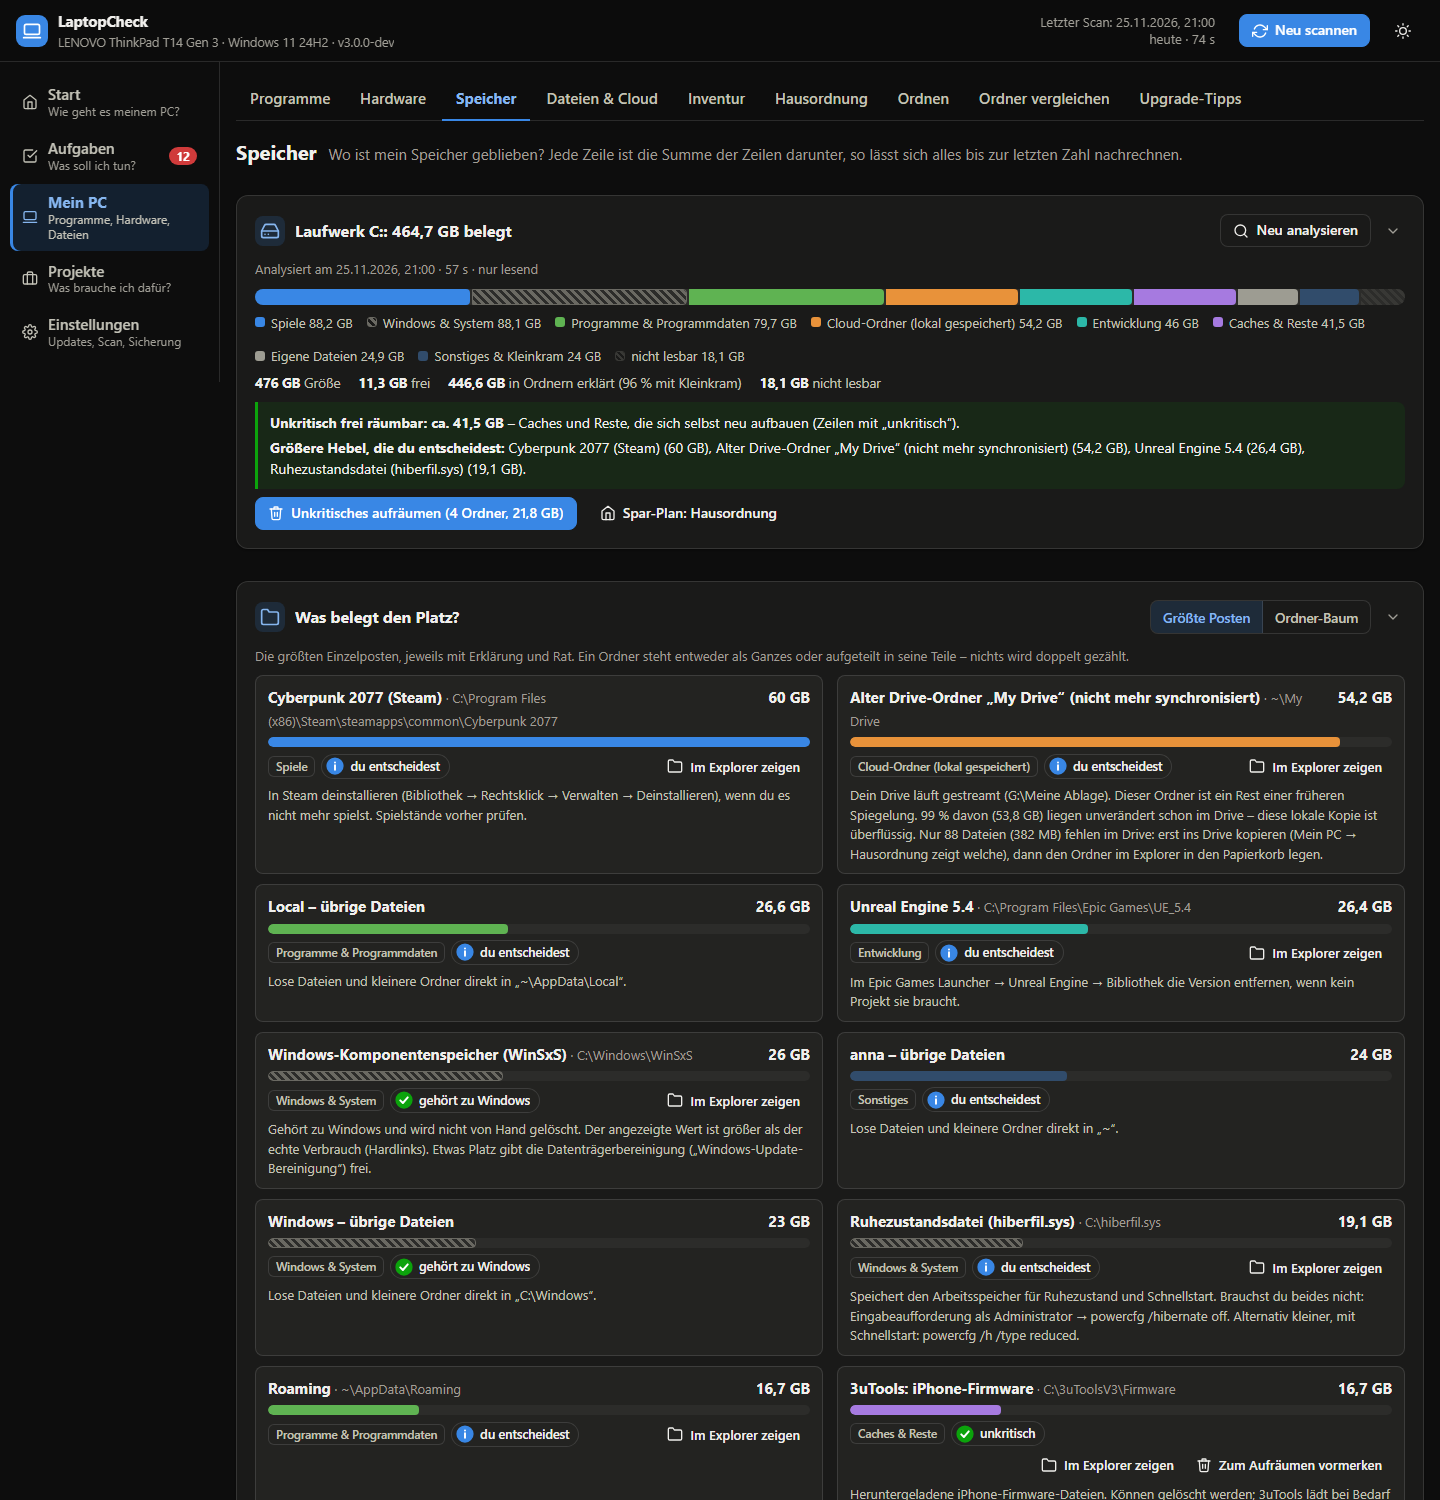 LaptopCheck
LENOVO ThinkPad T14 Gen 3 · Windows 11 24H2 · v3.0.0-dev
Letzter Scan: 25.11.2026, 21:00
heute · 74 s
Neu scannen
Start
Wie geht es meinem PC?
Aufgaben
Was soll ich tun?
12
Mein PC
Programme, Hardware,
Dateien
Projekte
Was brauche ich dafür?
Einstellungen
Updates, Scan, Sicherung
Programme Hardware Speicher Dateien & Cloud Inventur Hausordnung Ordnen Ordner vergleichen Upgrade-Tipps
Speicher Wo ist mein Speicher geblieben? Jede Zeile ist die Summe der Zeilen darunter, so lässt sich alles bis zur letzten Zahl nachrechnen.
Laufwerk C:: 464,7 GB belegt
Neu analysieren
Analysiert am 25.11.2026, 21:00 · 57 s · nur lesend
Spiele 88,2 GB Windows & System 88,1 GB Programme & Programmdaten 79,7 GB Cloud-Ordner (lokal gespeichert) 54,2 GB Entwicklung 46 GB Caches & Reste 41,5 GB
Eigene Dateien 24,9 GB Sonstiges & Kleinkram 24 GB nicht lesbar 18,1 GB
476 GB Größe 11,3 GB frei 446,6 GB in Ordnern erklärt (96 % mit Kleinkram) 18,1 GB nicht lesbar
Unkritisch frei räumbar: ca. 41,5 GB – Caches und Reste, die sich selbst neu aufbauen (Zeilen mit „unkritisch“).
Größere Hebel, die du entscheidest: Cyberpunk 2077 (Steam) (60 GB), Alter Drive-Ordner „My Drive“ (nicht mehr synchronisiert) (54,2 GB), Unreal Engine 5.4 (26,4 GB),
Ruhezustandsdatei (hiberfil.sys) (19,1 GB).
Unkritisches aufräumen (4 Ordner, 21,8 GB)
Spar-Plan: Hausordnung
Was belegt den Platz?
Größte Posten
Ordner-Baum
Die größten Einzelposten, jeweils mit Erklärung und Rat. Ein Ordner steht entweder als Ganzes oder aufgeteilt in seine Teile – nichts wird doppelt gezählt.
Cyberpunk 2077 (Steam) · C:\Program Files
(x86)\Steam\steamapps\common\Cyberpunk 2077
60 GB
Spiele
du entscheidest
Im Explorer zeigen
In Steam deinstallieren (Bibliothek → Rechtsklick → Verwalten → Deinstallieren), wenn du es
nicht mehr spielst. Spielstände vorher prüfen.
Alter Drive-Ordner „My Drive“ (nicht mehr synchronisiert) · ~\My
Drive
54,2 GB
Cloud-Ordner (lokal gespeichert)
du entscheidest
Im Explorer zeigen
Dein Drive läuft gestreamt (G:\Meine Ablage). Dieser Ordner ist ein Rest einer früheren
Spiegelung. 99 % davon (53,8 GB) liegen unverändert schon im Drive – diese lokale Kopie ist
überflüssig. Nur 88 Dateien (382 MB) fehlen im Drive: erst ins Drive kopieren (Mein PC →
Hausordnung zeigt welche), dann den Ordner im Explorer in den Papierkorb legen.
Local – übrige Dateien
26,6 GB
Programme & Programmdaten
du entscheidest
Lose Dateien und kleinere Ordner direkt in „~\AppData\Local“.
Unreal Engine 5.4 · C:\Program Files\Epic Games\UE_5.4
26,4 GB
Entwicklung
du entscheidest
Im Explorer zeigen
Im Epic Games Launcher → Unreal Engine → Bibliothek die Version entfernen, wenn kein
Projekt sie braucht.
Windows-Komponentenspeicher (WinSxS) · C:\Windows\WinSxS
26 GB
Windows & System
gehört zu Windows
Im Explorer zeigen
Gehört zu Windows und wird nicht von Hand gelöscht. Der angezeigte Wert ist größer als der
echte Verbrauch (Hardlinks). Etwas Platz gibt die Datenträgerbereinigung („Windows-Update-
Bereinigung“) frei.
anna – übrige Dateien
24 GB
Sonstiges
du entscheidest
Lose Dateien und kleinere Ordner direkt in „~“.
Windows – übrige Dateien
23 GB
Windows & System
gehört zu Windows
Lose Dateien und kleinere Ordner direkt in „C:\Windows“.
Ruhezustandsdatei (hiberfil.sys) · C:\hiberfil.sys
19,1 GB
Windows & System
du entscheidest
Im Explorer zeigen
Speichert den Arbeitsspeicher für Ruhezustand und Schnellstart. Brauchst du beides nicht:
Eingabeaufforderung als Administrator → powercfg /hibernate off. Alternativ kleiner, mit
Schnellstart: powercfg /h /type reduced.
Roaming · ~\AppData\Roaming
16,7 GB
Programme & Programmdaten
du entscheidest
Im Explorer zeigen
3uTools: iPhone-Firmware · C:\3uToolsV3\Firmware
16,7 GB
Caches & Reste
unkritisch
Im Explorer zeigen
Zum Aufräumen vormerken
Heruntergeladene iPhone-Firmware-Dateien. Können gelöscht werden; 3uTools lädt bei Bedarf